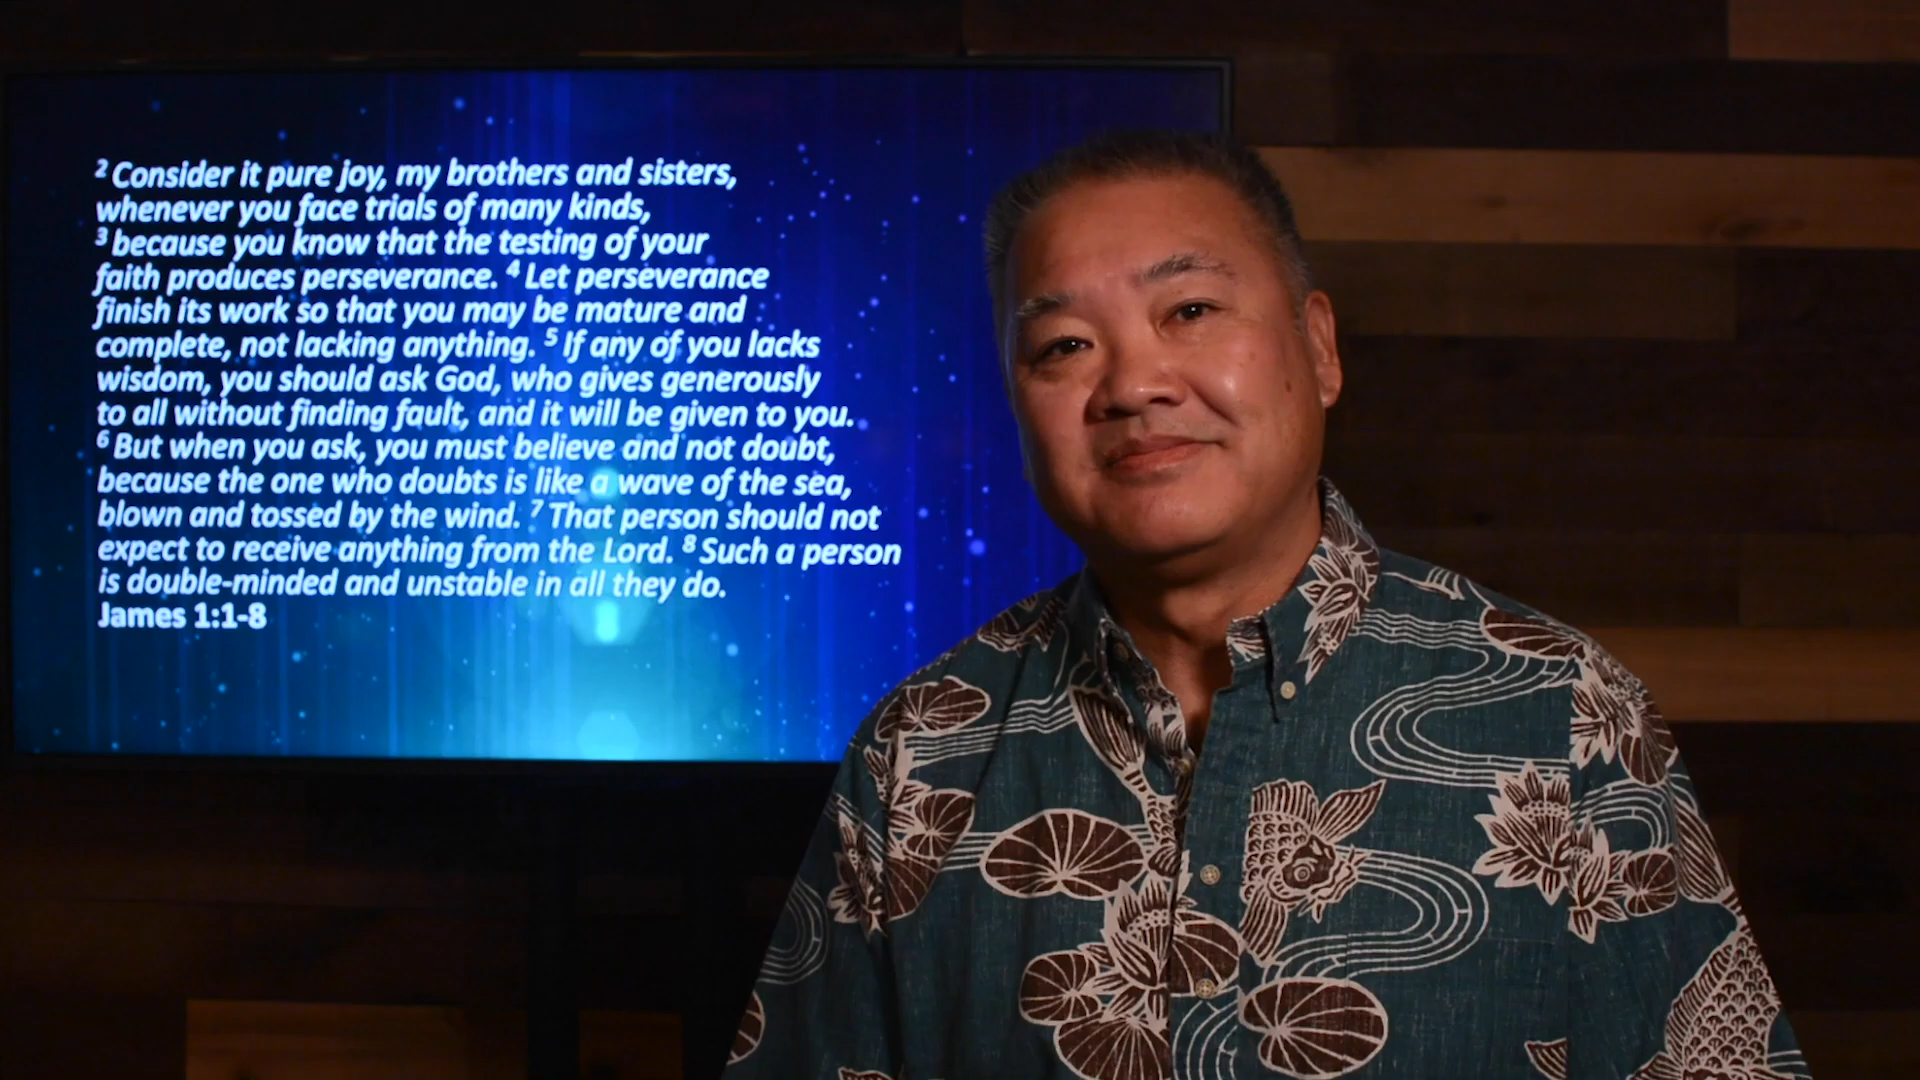 ² Consider it pure joy, my brothers and sisters,
whenever you face trials of many kinds,
³ because you know that the testing of your
faith produces perseverance. ⁴ Let perseverance
finish its work so that you may be mature and
complete, not lacking anything. ⁵ If any of you lacks
wisdom, you should ask God, who gives generously
to all without finding fault, and it will be given to you.
⁶ But when you ask, you must believe and not doubt,
because the one who doubts is like a wave of the sea,
blown and tossed by the wind. ⁷ That person should not
expect to receive anything from the Lord. ⁸ Such a person
is double-minded and unstable in all they do.
James 1:1-8